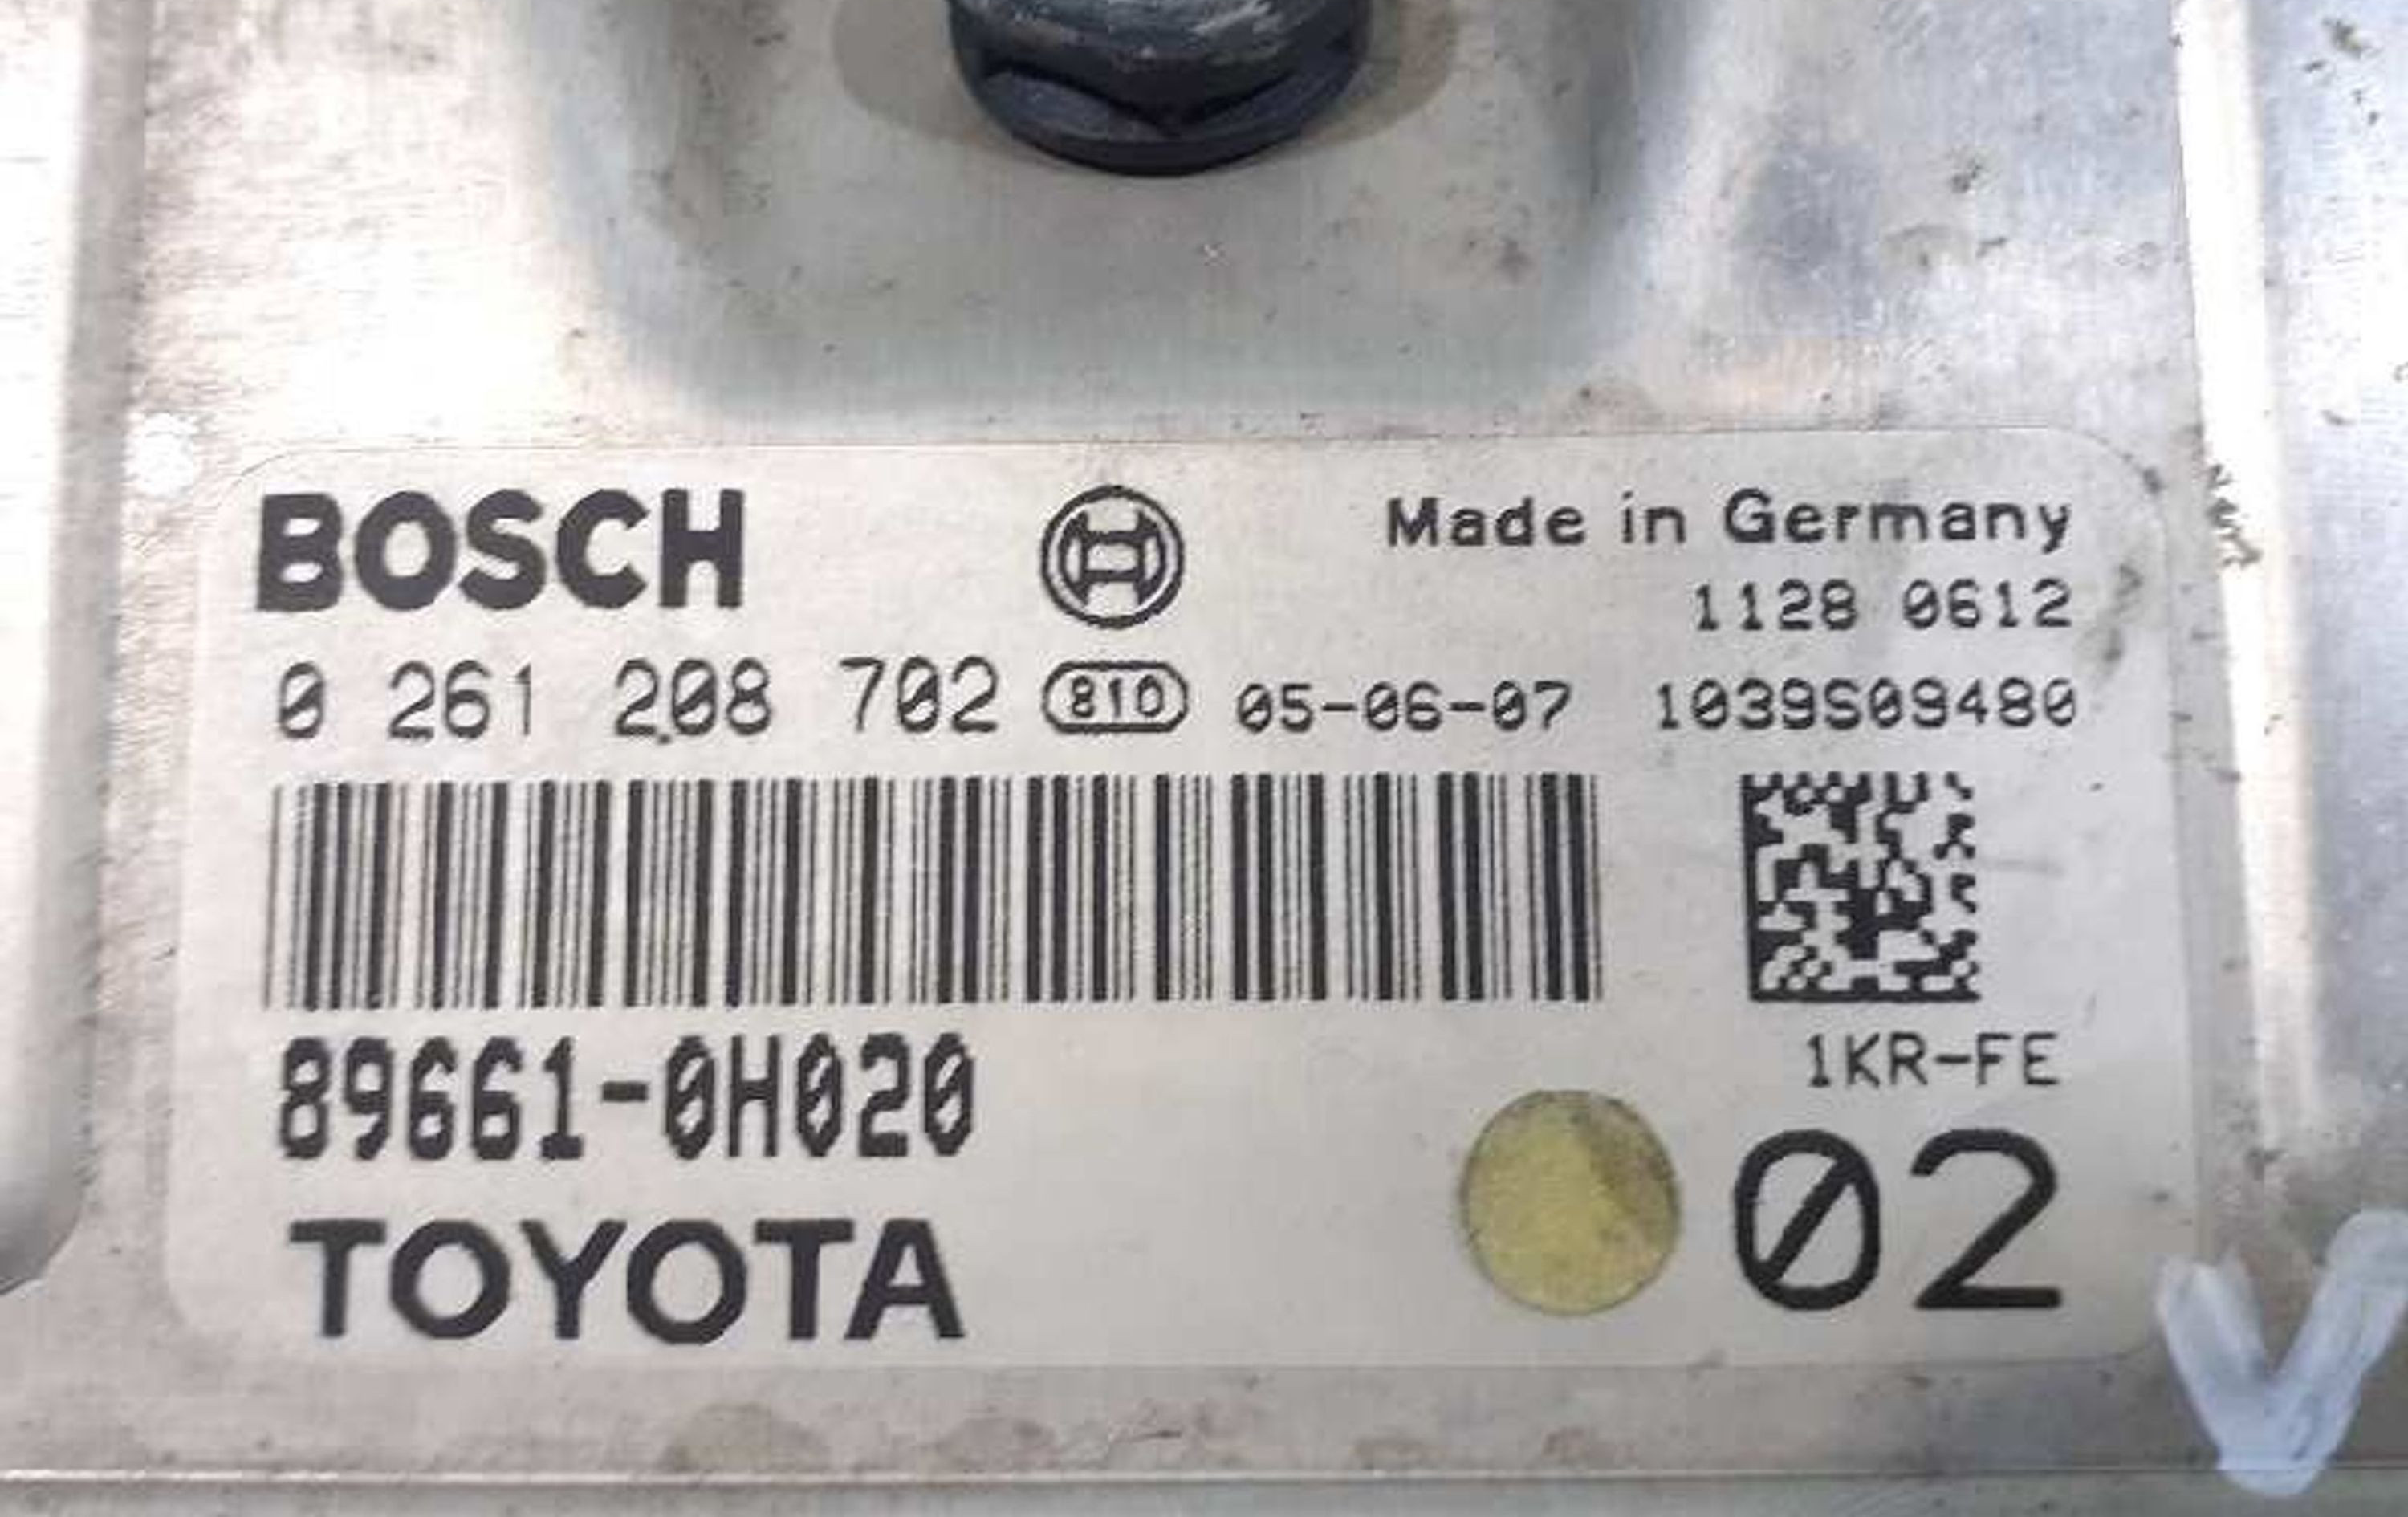 BOSCH
Made in Germany
1128 0612
0 261 208 702 810 05-06-07 1039S09480
89661-0H020
1KR-FE
02
TOYOTA
V